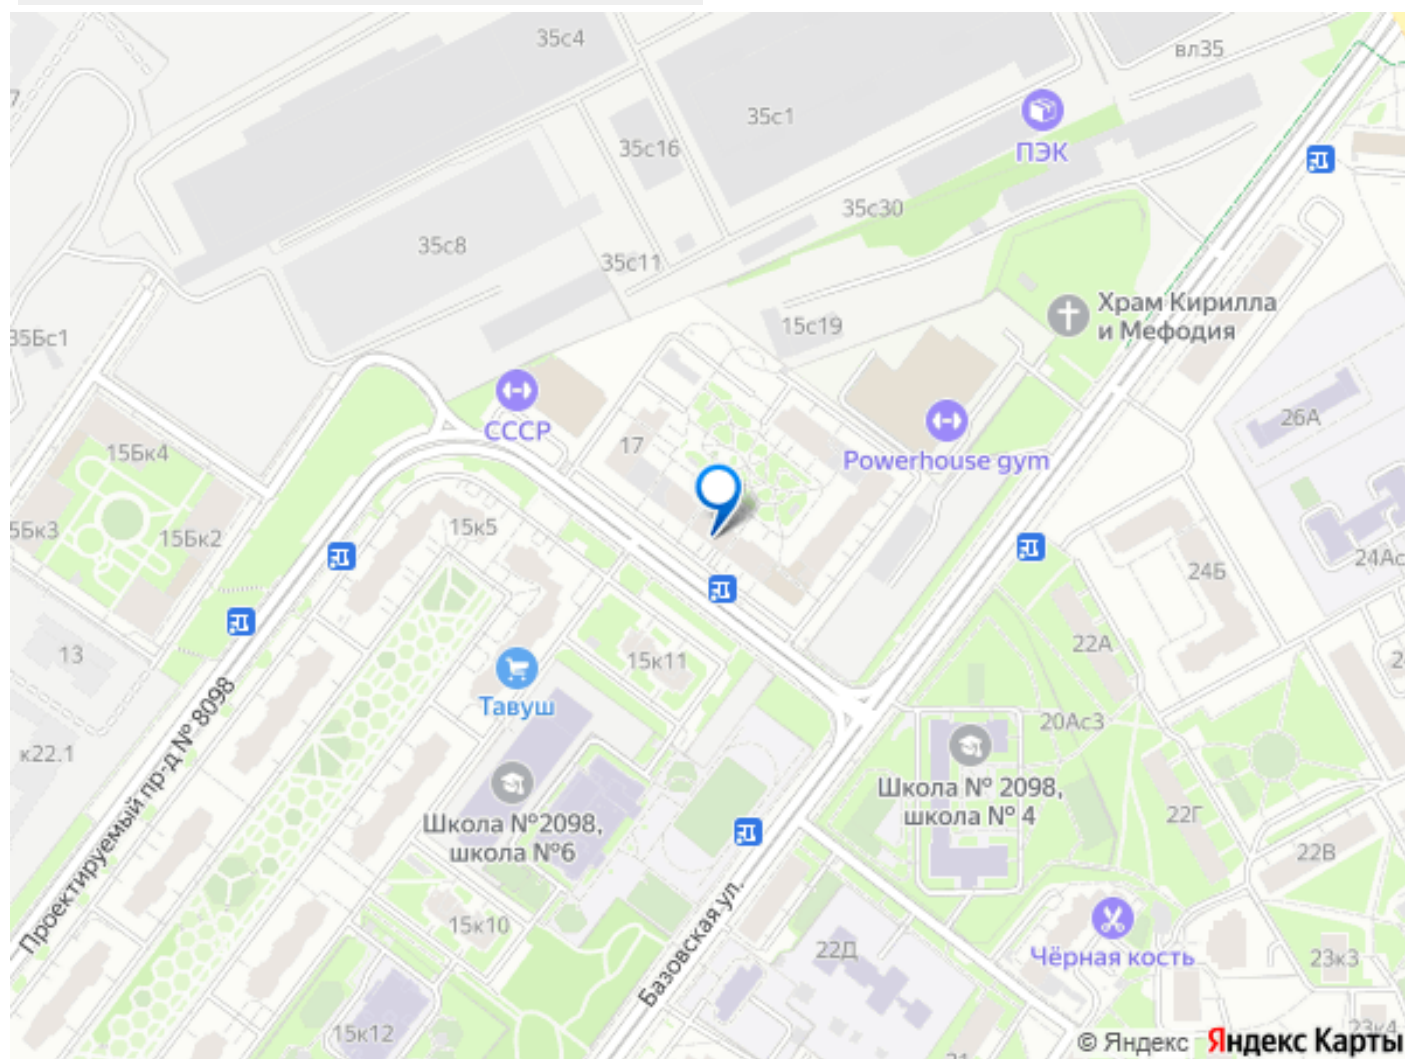 35с4
вл35
35с1
ПЭК
35с16
35с30
35с8
35с11
Храм Кирилла
и Мефодия
15с19
35Бс1
26А
СССР
17
15Бк4
Powerhouse gym
15к5
15Бк2
24Ас
24Б
22А
13
15к11
Тавуш
20Ас3
к22.1
Проектируемый пр-д № 8098
Школа № 2098,
школа № 4
Школа №2098,
школа №6
22Г
22В
15к10
Базовская ул.
22Д
Чёрная кость
23к3
15к12
23к4
© Яндекс Яндекс Карты